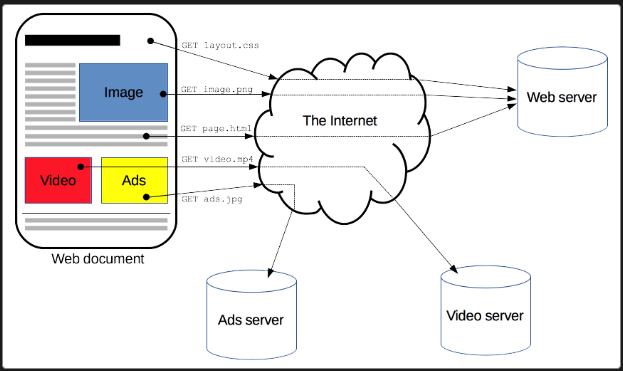 GET layout.css
Image
GET image.png
The Internet
Web server
GET page.html
Video
Ads
GET video.mp4
GET ads.jpg
Web document
Ads server
Video server